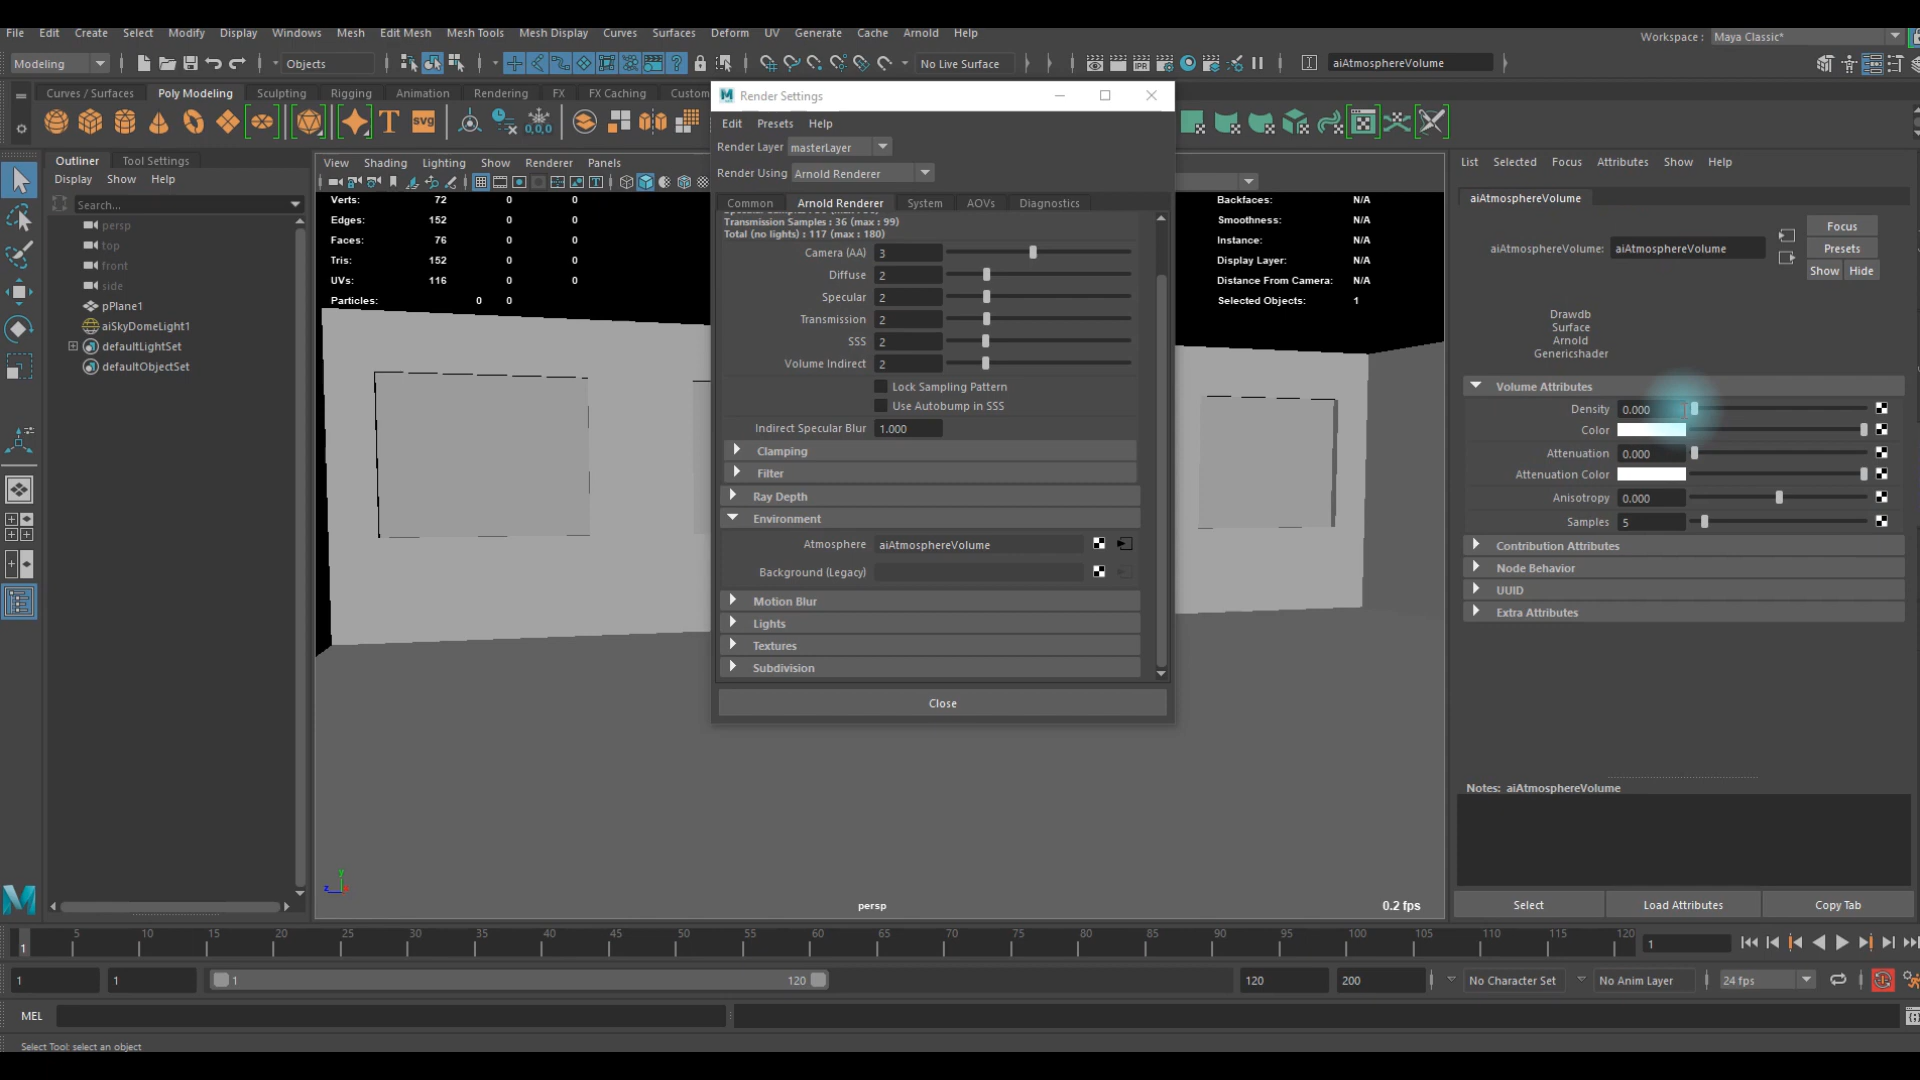 File Edit Create Select Modify Display Windows Mesh Edit Mesh Mesh Tools Mesh Display Curves Surfaces Deform UV Generate Cache Arnold Help
Workspace : Maya Classic*
Modeling Objects No Live Surface aiAtmosphereVolume
IPR
Curves / Surfaces Poly Modeling Sculpting Rigging Animation Rendering FX FX Caching Custom
T SVG 0,0,0
M Render Settings
Edit Presets Help
Render Layer masterLayer
Render Using Arnold Renderer
Common Arnold Renderer System AOVs Diagnostics
Transmission Samples : 36 (max : 99)
Total (no lights) : 117 (max : 180)
Camera (AA) 3
Diffuse 2
Specular 2
Transmission 2
SSS 2
Volume Indirect 2
Lock Sampling Pattern
Use Autobump in SSS
Indirect Specular Blur 1.000
Clamping
Filter
Ray Depth
Environment
Atmosphere aiAtmosphereVolume
Background (Legacy)
Motion Blur
Lights
Textures
Subdivision
Close
Outliner Tool Settings
Display Show Help
Search...
persp
top
front
side
pPlane1
aiSkyDomeLight1
defaultLightSet
defaultObjectSet
View Shading Lighting Show Renderer Panels
Verts: 72 0 0
Edges: 152 0 0
Faces: 76 0 0
Tris: 152 0 0
UVs: 116 0 0
Particles: 0 0
Backfaces: N/A
Smoothness: N/A
Instance: N/A
Display Layer: N/A
Distance From Camera: N/A
Selected Objects: 1
y
z
persp
0.2 fps
List Selected Focus Attributes Show Help
aiAtmosphereVolume
aiAtmosphereVolume: aiAtmosphereVolume
Focus
Presets
Show Hide
Drawdb
Surface
Arnold
Genericshader
Volume Attributes
Density 0.000
Color
Attenuation 0.000
Attenuation Color
Anisotropy 0.000
Samples 5
Contribution Attributes
Node Behavior
UUID
Extra Attributes
Notes: aiAtmosphereVolume
Select Load Attributes Copy Tab
1 5 10 15 20 25 30 35 40 45 50 55 60 65 70 75 80 85 90 95 100 105 110 115 120 1
1 1 1 120 120 200 No Character Set No Anim Layer 24 fps
MEL
Select Tool: select an object